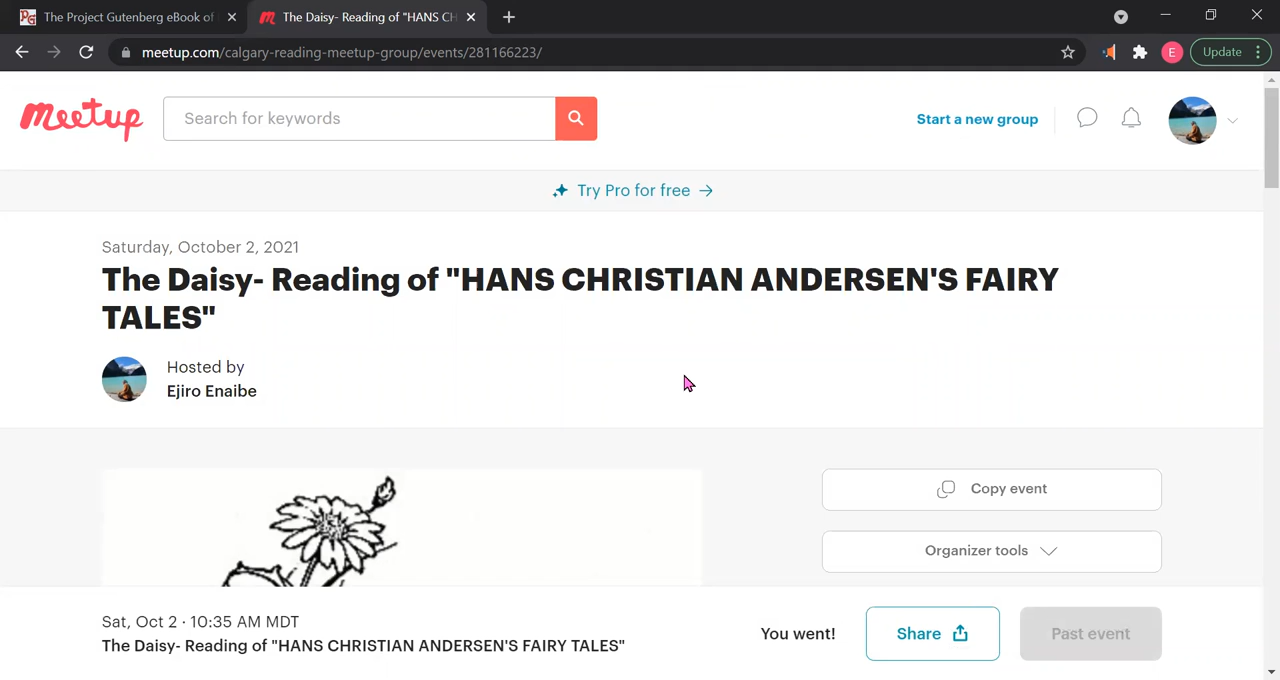 The Project Gutenberg eBook of
The Daisy- Reading of "HANS CH
meetup.com/calgary-reading-meetup-group/events/281166223/
E
Update
meetup
Search for keywords
Start a new group
Try Pro for free →
Saturday, October 2, 2021
The Daisy- Reading of "HANS CHRISTIAN ANDERSEN'S FAIRY
TALES"
Hosted by
Ejiro Enaibe
Copy event
Organizer tools
Sat, Oct 2 · 10:35 AM MDT
The Daisy- Reading of "HANS CHRISTIAN ANDERSEN'S FAIRY TALES"
You went!
Share
Past event